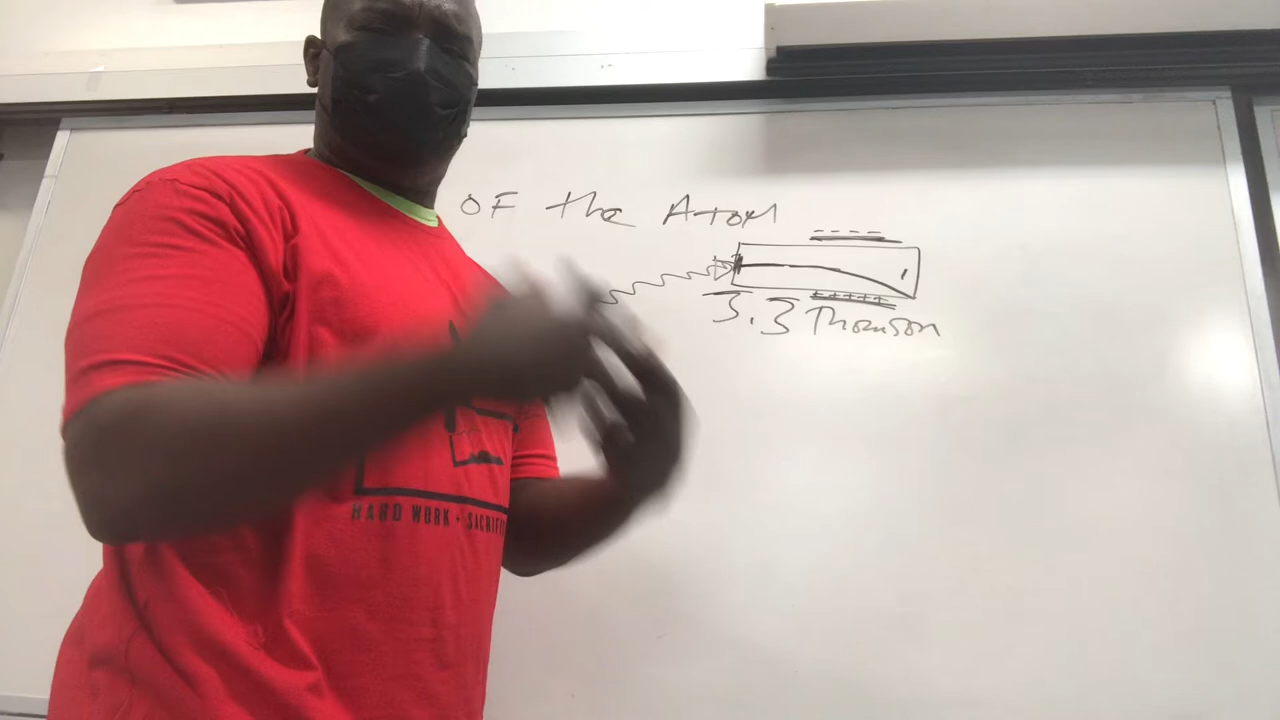 OF the Atom
- - - -
+ + + + +
J.J Thomson
HARD WORK + SACRIFI